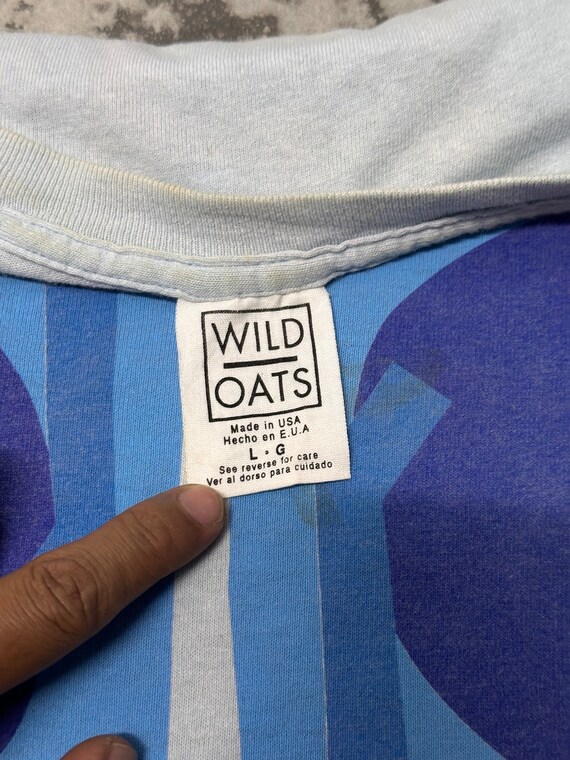 WILD
OATS
Made in USA
Hecho en E.U.A
L • G
See reverse for care
Ver al dorso para cuidado